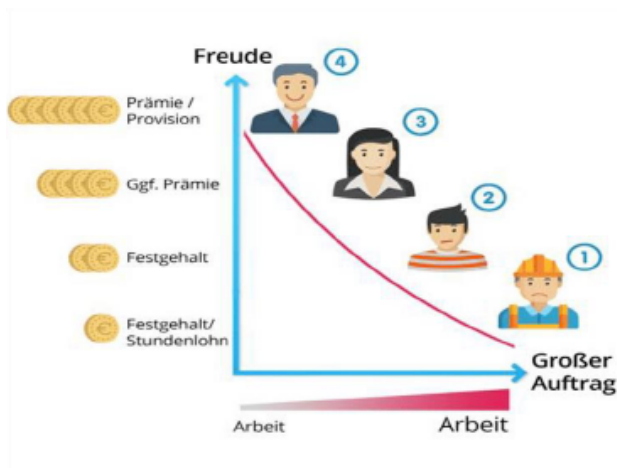 Freude
4
Prämie /
Provision
3
Ggf. Prämie
2
Festgehalt
1
Festgehalt/
Stundenlohn
Großer
Auftrag
Arbeit
Arbeit